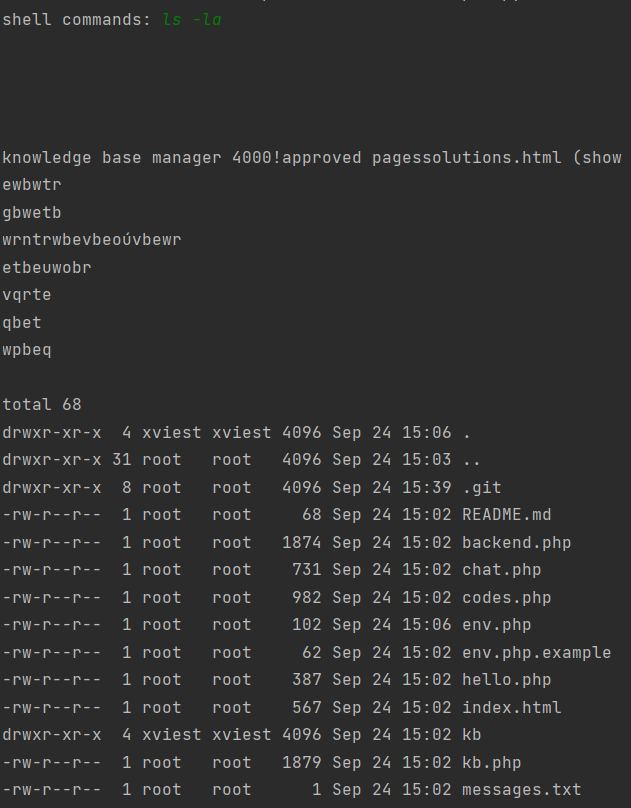 shell commands: ls -la
knowledge base manager 4000!approved pagessolutions.html (show
ewbwtr
gbwetb
wrntrwbevbeoúvbewr
etbeuwobr
vqrte
qbet
wpbeq
total 68
drwxr-xr-x  4 xviest xviest 4096 Sep 24 15:06 .
drwxr-xr-x 31 root   root   4096 Sep 24 15:03 ..
drwxr-xr-x  8 root   root   4096 Sep 24 15:39 .git
-rw-r--r--  1 root   root     68 Sep 24 15:02 README.md
-rw-r--r--  1 root   root   1874 Sep 24 15:02 backend.php
-rw-r--r--  1 root   root    731 Sep 24 15:02 chat.php
-rw-r--r--  1 root   root    982 Sep 24 15:02 codes.php
-rw-r--r--  1 root   root    102 Sep 24 15:06 env.php
-rw-r--r--  1 root   root     62 Sep 24 15:02 env.php.example
-rw-r--r--  1 root   root    387 Sep 24 15:02 hello.php
-rw-r--r--  1 root   root    567 Sep 24 15:02 index.html
drwxr-xr-x  4 xviest xviest 4096 Sep 24 15:02 kb
-rw-r--r--  1 root   root   1879 Sep 24 15:02 kb.php
-rw-r--r--  1 root   root      1 Sep 24 15:02 messages.txt